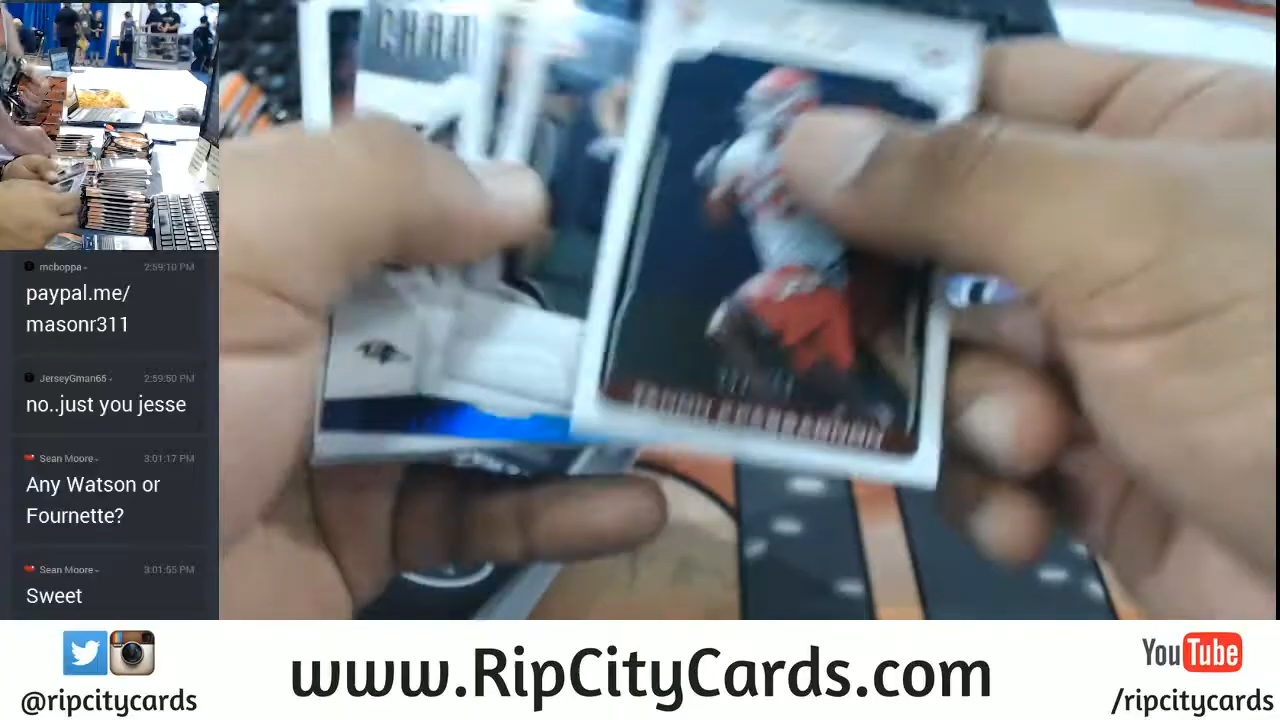 CHAM
mcboppa
2:59:10 PM
paypal.me/
masonr311
JerseyGman65
2:59:50 PM
no..just you jesse
Sean Moore
3:01:17 PM
Any Watson or
Fournette?
Sean Moore
3:01:55 PM
Sweet
@ripcitycards
www.RipCityCards.com
YouTube
/ripcitycards